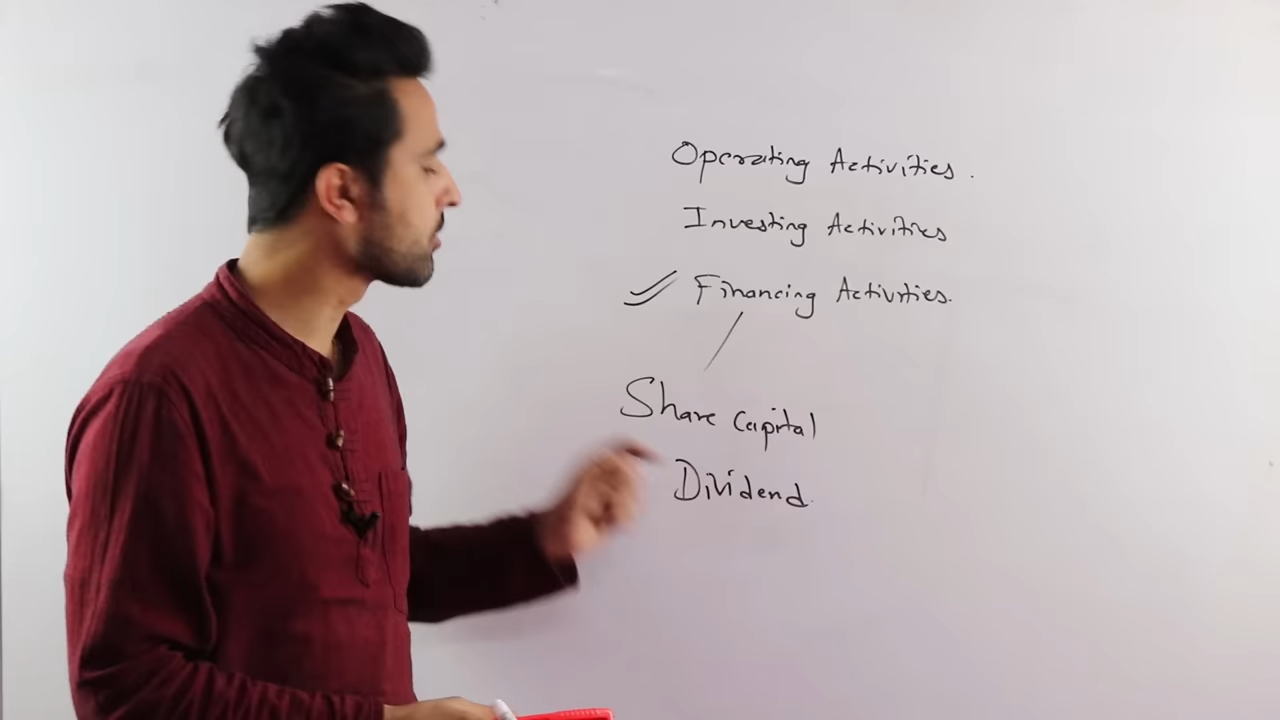 Operating Activities.
Investing Activities
Financing Activities.
Share Capital
Dividend.